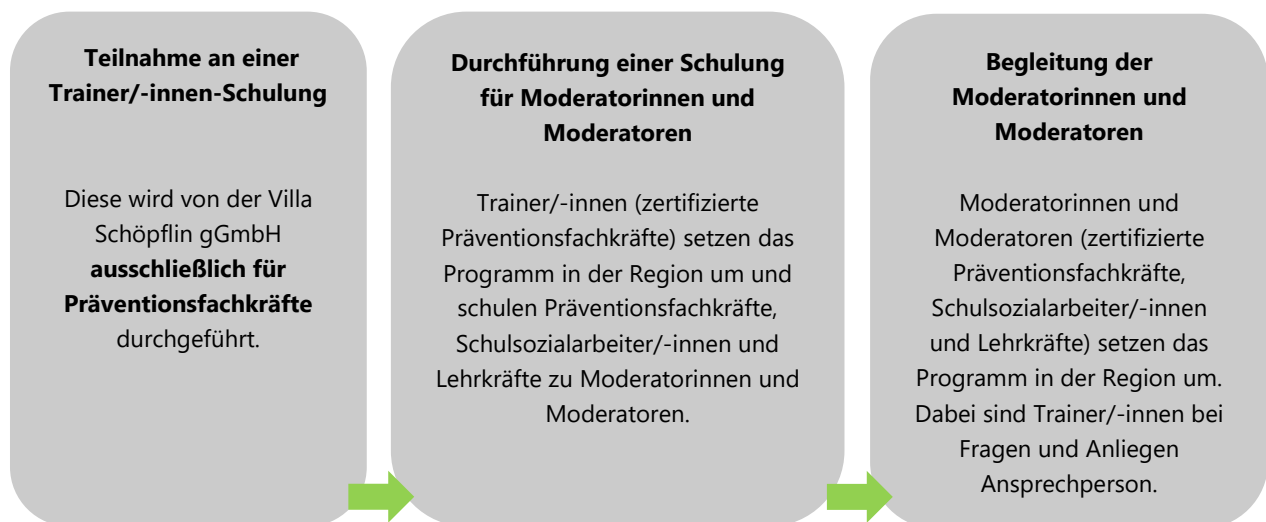 Teilnahme an einer
Trainer/-innen-Schulung
Diese wird von der Villa
Schöpflin gGmbH
ausschließlich für
Präventionsfachkräfte
durchgeführt.
Durchführung einer Schulung
für Moderatorinnen und
Moderatoren
Trainer/-innen (zertifizierte
Präventionsfachkräfte) setzen das
Programm in der Region um und
schulen Präventionsfachkräfte,
Schulsozialarbeiter/-innen und
Lehrkräfte zu Moderatorinnen und
Moderatoren.
Begleitung der
Moderatorinnen und
Moderatoren
Moderatorinnen und
Moderatoren (zertifizierte
Präventionsfachkräfte,
Schulsozialarbeiter/-innen
und Lehrkräfte) setzen das
Programm in der Region um.
Dabei sind Trainer/-innen bei
Fragen und Anliegen
Ansprechperson.